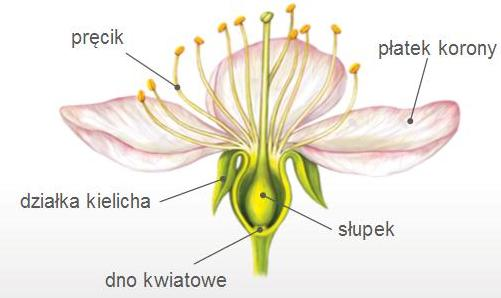 pręcik
płatek korony
działka kielicha
słupek
dno kwiatowe